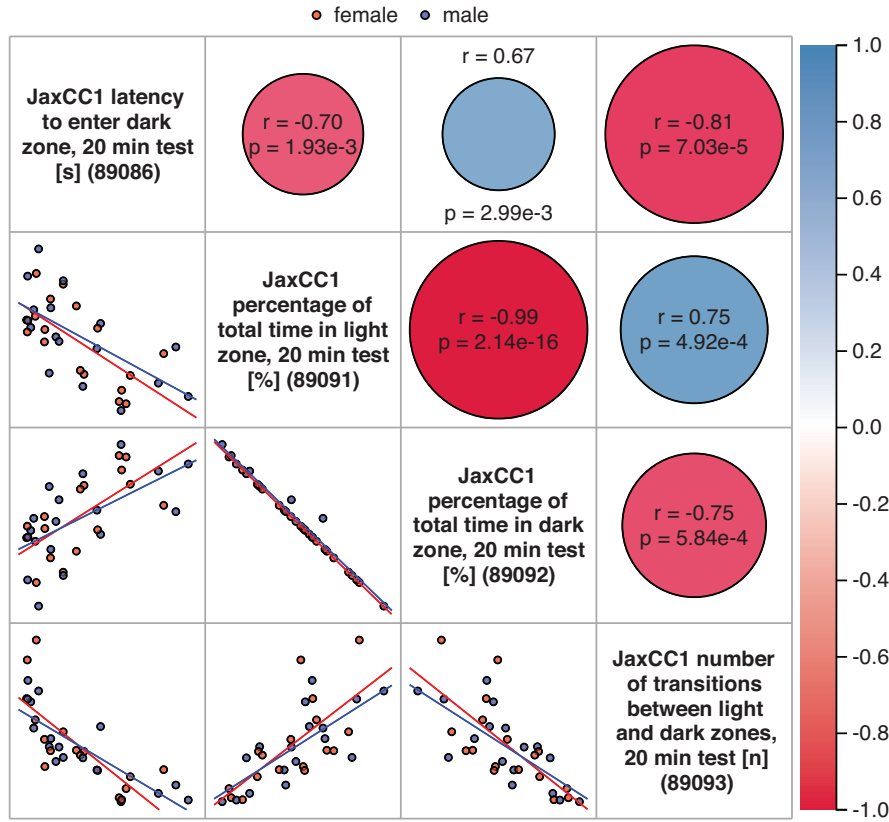 female male
JaxCC1 latency
to enter dark
zone, 20 min test
[s] (89086)
r = -0.70
p = 1.93e-3
r = 0.67
p = 2.99e-3
r = -0.81
p = 7.03e-5
JaxCC1
percentage of
total time in light
zone, 20 min test
[%] (89091)
r = -0.99
p = 2.14e-16
r = 0.75
p = 4.92e-4
JaxCC1
percentage of
total time in dark
zone, 20 min test
[%] (89092)
r = -0.75
p = 5.84e-4
JaxCC1 number
of transitions
between light
and dark zones,
20 min test [n]
(89093)
1.0
0.8
0.6
0.4
0.2
0.0
-0.2
-0.4
-0.6
-0.8
-1.0